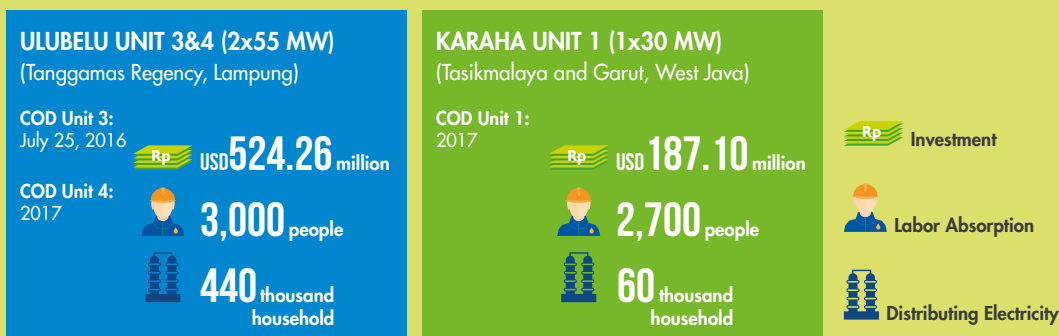 ULUBELU UNIT 3&4 (2x55 MW)
(Tanggamas Regency, Lampung)
COD Unit 3:
July 25, 2016
COD Unit 4:
2017
Rp USD524.26 million
3,000 people
440 thousand
household
KARAHA UNIT 1 (1x30 MW)
(Tasikmalaya and Garut, West Java)
COD Unit 1:
2017
Rp USD 187.10 million
2,700 people
60 thousand
household
Rp Investment
Labor Absorption
Distributing Electricity